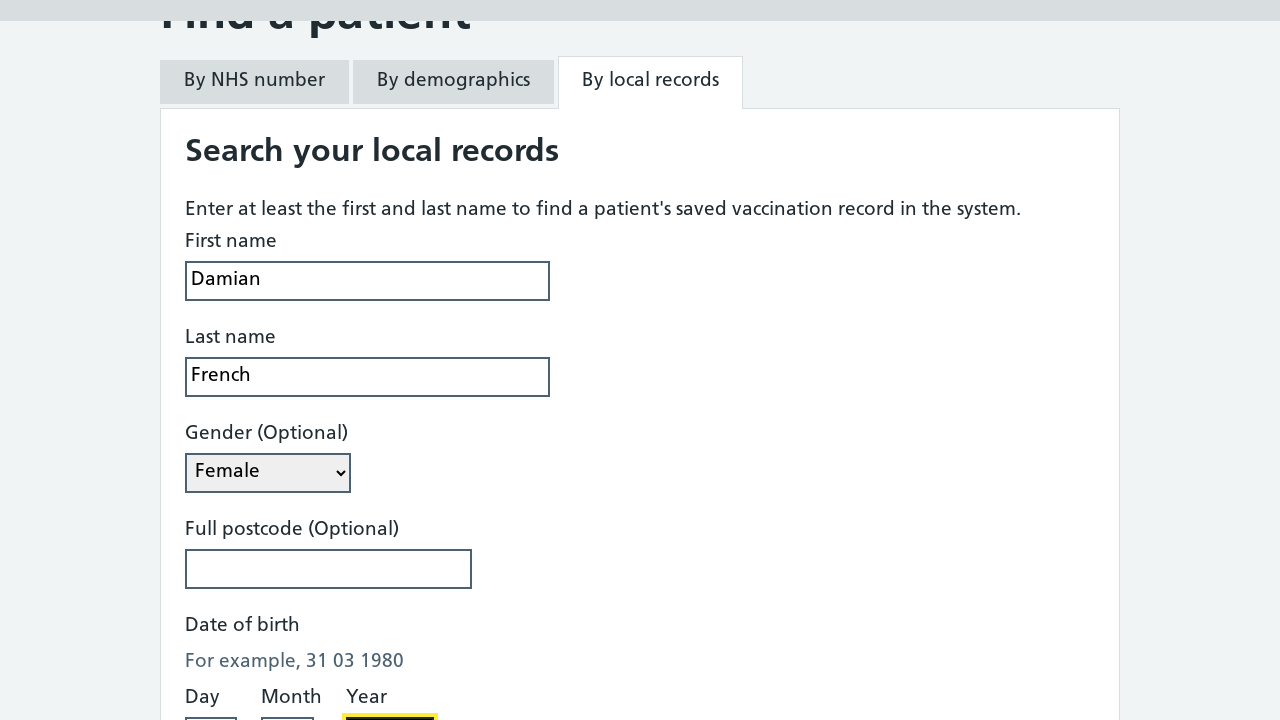 Find a patient
By NHS number
By demographics
By local records
Search your local records
Enter at least the first and last name to find a patient's saved vaccination record in the system.
First name
Damian
Last name
French
Gender (Optional)
Female
Full postcode (Optional)
Date of birth
For example, 31 03 1980
Day
Month
Year